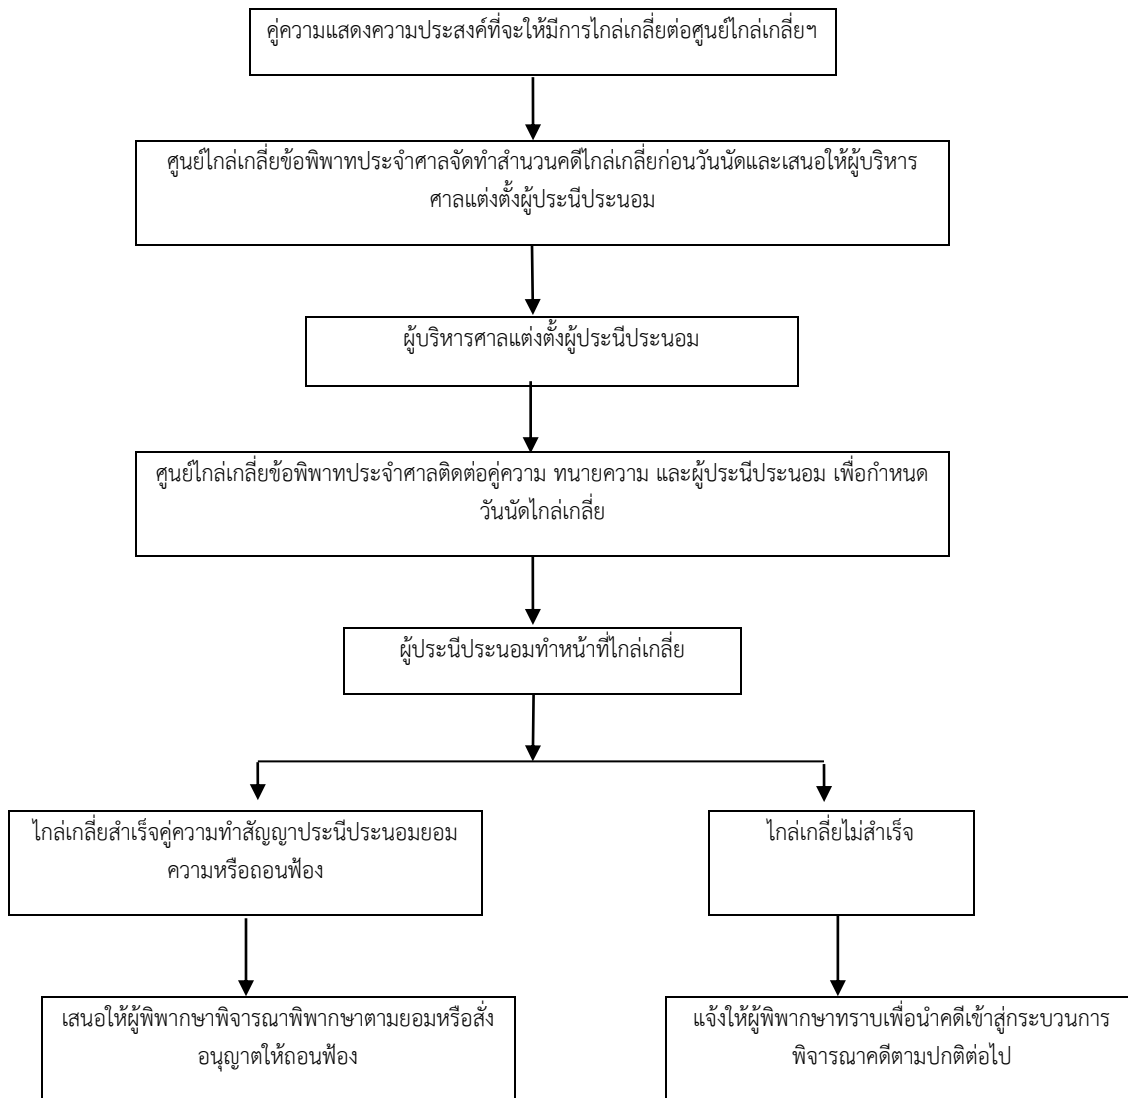 คู่ความแสดงความประสงค์ที่จะให้มีการไกล่เกลี่ยต่อศูนย์ไกล่เกลี่ยฯ
ศูนย์ไกล่เกลี่ยข้อพิพาทประจำศาลจัดทำสำนวนคดีไกล่เกลี่ยก่อนวันนัดและเสนอให้ผู้บริหาร
ศาลแต่งตั้งผู้ประนีประนอม
ผู้บริหารศาลแต่งตั้งผู้ประนีประนอม
ศูนย์ไกล่เกลี่ยข้อพิพาทประจำศาลติดต่อคู่ความ ทนายความ และผู้ประนีประนอม เพื่อกำหนด
วันนัดไกล่เกลี่ย
ผู้ประนีประนอมทำหน้าที่ไกล่เกลี่ย
ไกล่เกลี่ยสำเร็จคู่ความทำสัญญาประนีประนอมยอม
ความหรือถอนฟ้อง
ไกล่เกลี่ยไม่สำเร็จ
เสนอให้ผู้พิพากษาพิจารณาพิพากษาตามยอมหรือสั่ง
อนุญาตให้ถอนฟ้อง
แจ้งให้ผู้พิพากษาทราบเพื่อนำคดีเข้าสู่กระบวนการ
พิจารณาคดีตามปกติต่อไป